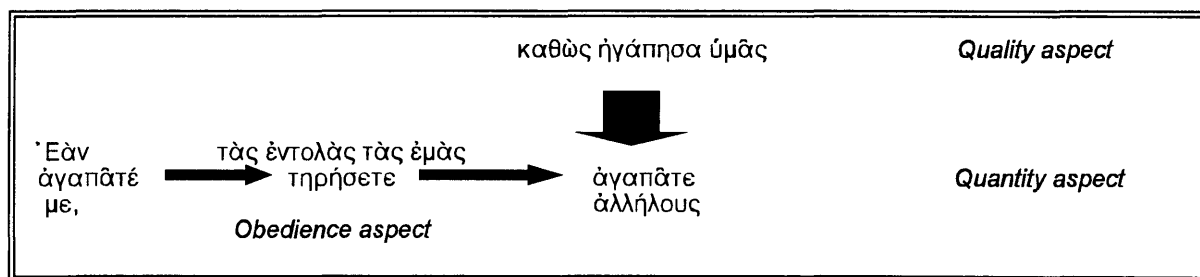 καθὼς ἠγάπησα ὑμᾶς
Quality aspect
Ἐὰν
ἀγαπᾶτέ
με,
τὰς ἐντολὰς τὰς ἐμὰς
τηρήσετε
Obedience aspect
ἀγαπᾶτε
ἀλλήλους
Quantity aspect